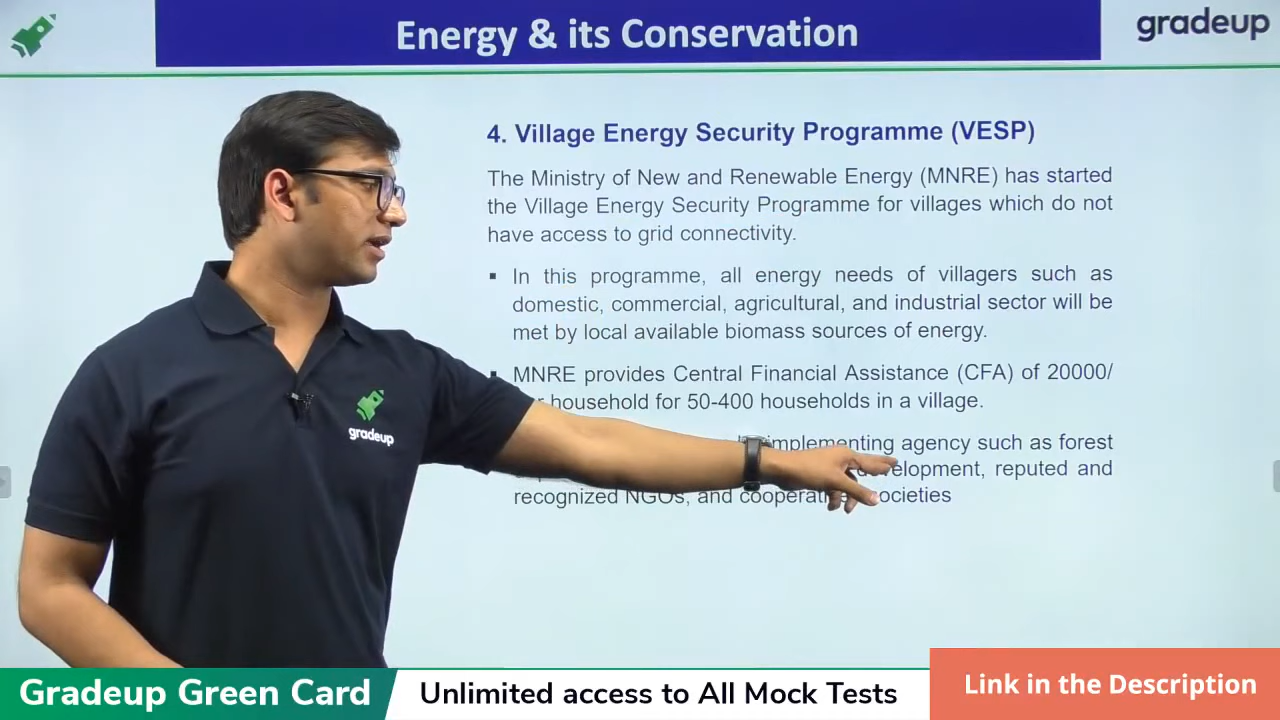 Energy & its Conservation
gradeup
4. Village Energy Security Programme (VESP)
The Ministry of New and Renewable Energy (MNRE) has started
the Village Energy Security Programme for villages which do not
have access to grid connectivity.
▪ In this programme, all energy needs of villagers such as
domestic, commercial, agricultural, and industrial sector will be
met by local available biomass sources of energy.
▪ MNRE provides Central Financial Assistance (CFA) of 20000/
household for 50-400 households in a village.
implementing agency such as forest
reputed and
recognized NGOs, and
gradeup
Gradeup Green Card
Unlimited access to All Mock Tests
Link in the Description